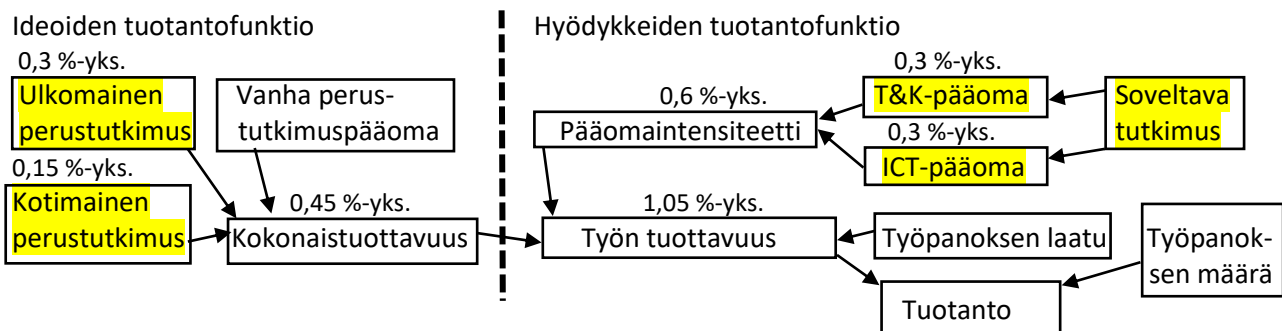 Ideoiden tuotantofunktio
0,3 %-yks.
Ulkomainen
perustutkimus
Vanha perus-
tutkimuspääoma
0,15 %-yks.
Kotimainen
perustutkimus
0,45 %-yks.
Kokonaistuottavuus
Hyödykkeiden tuotantofunktio
0,6 %-yks.
Pääomaintensiteetti
0,3 %-yks.
T&K-pääoma
0,3 %-yks.
ICT-pääoma
Soveltava
tutkimus
1,05 %-yks.
Työn tuottavuus
Työpanoksen laatu
Työpanok-
sen määrä
Tuotanto